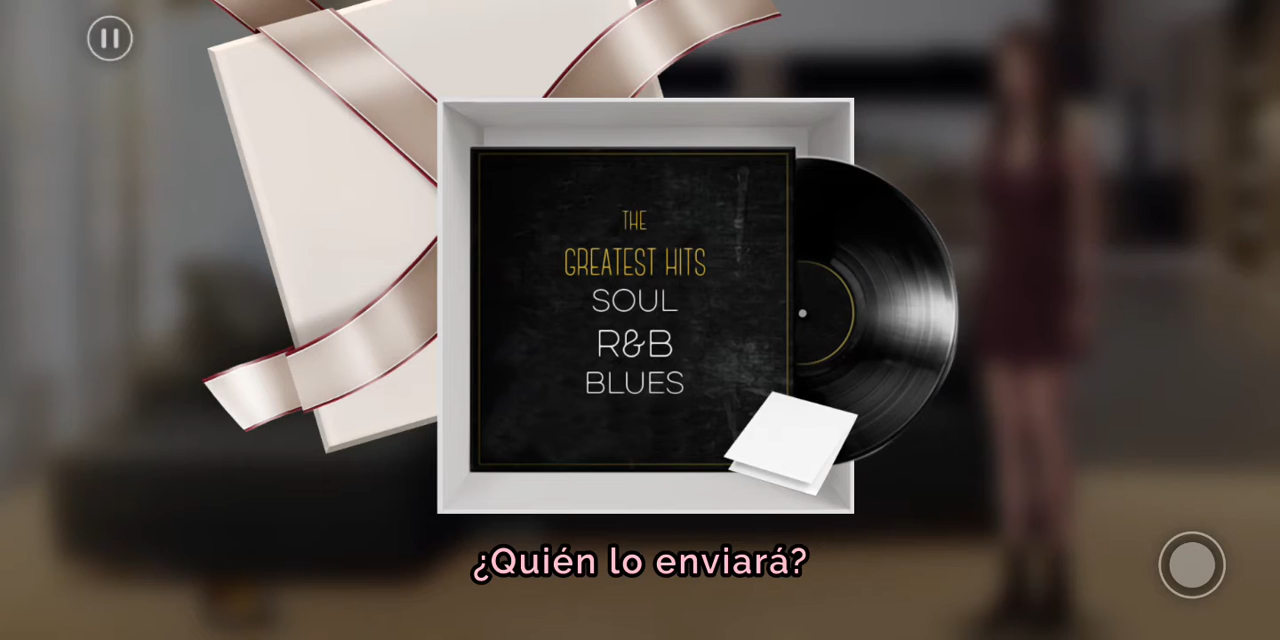 THE
GREATEST HITS
SOUL
R&B
BLUES
¿Quién lo enviará?